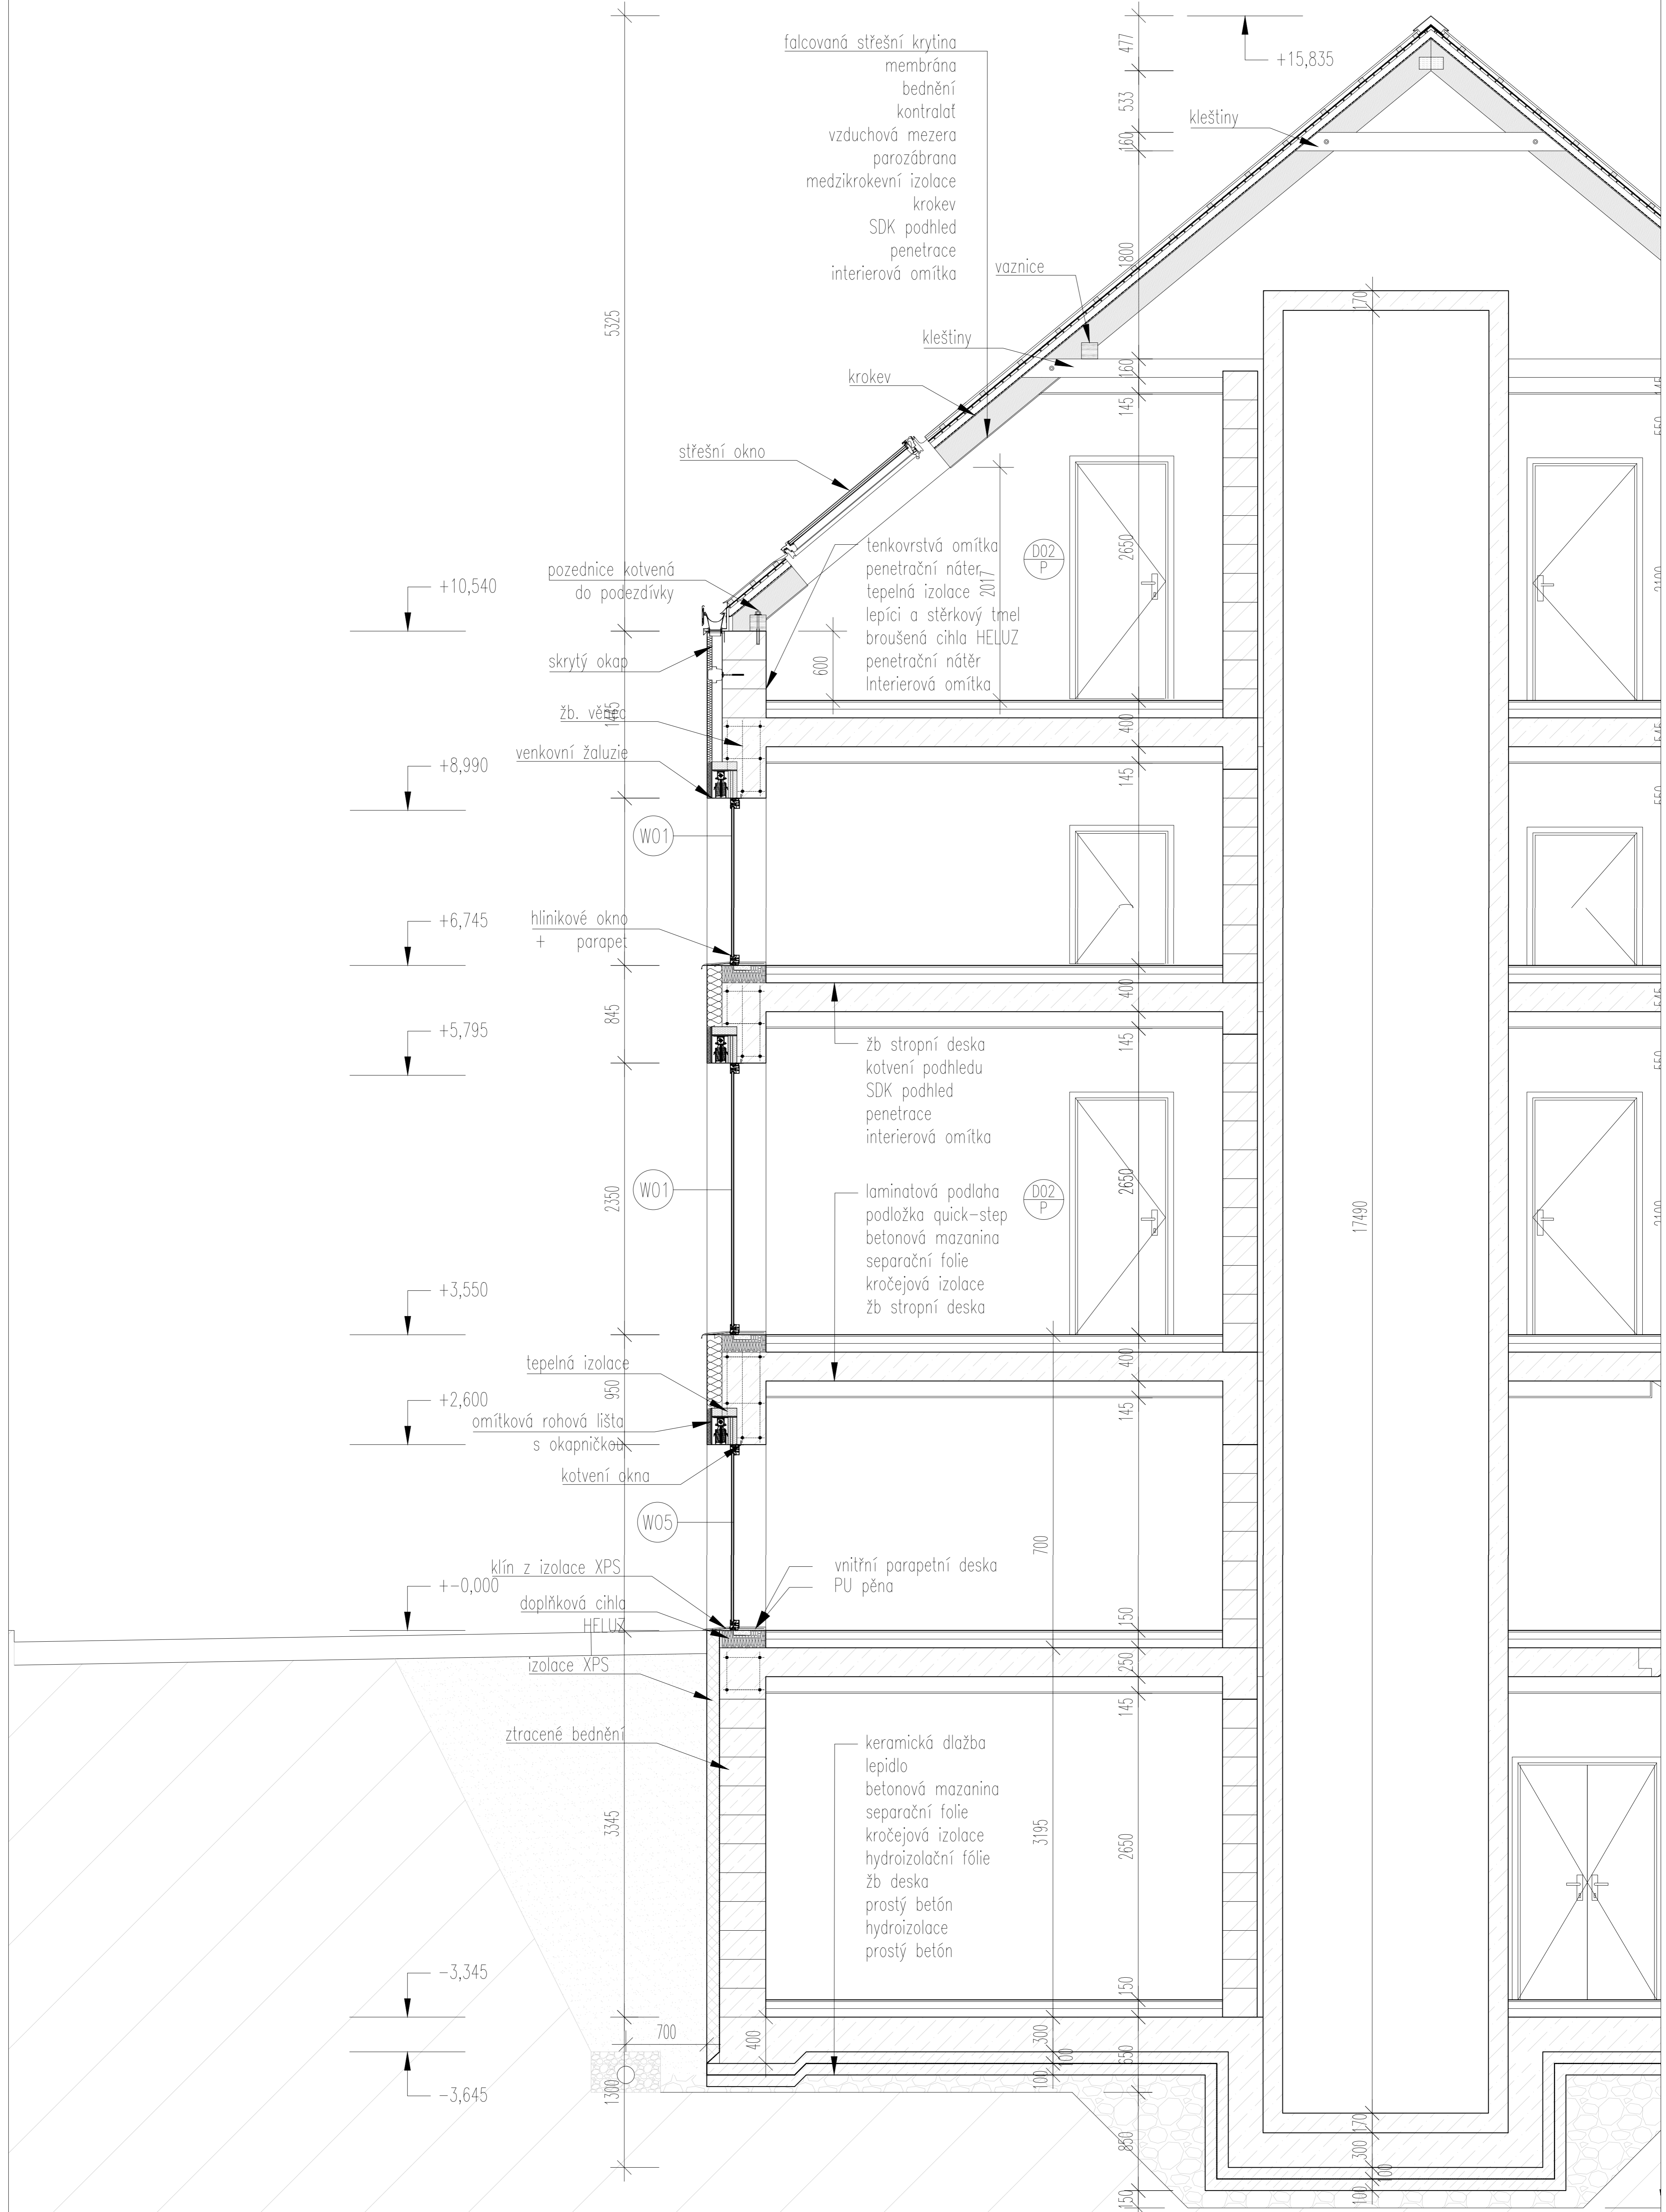 falcovaná střešní krytina
membrána
bednění
kontralať
vzduchová mezera
parozábrana
medzikrokevní izolace
krokev
SDK podhled
penetrace
interierová omítka
+15,835
477
533
160
1800
160
145
kleštiny
vaznice
kleštiny
krokev
střešní okno
5325
170
+10,540
pozednice kotvená
do podezdívky
skrytý okap
žb. věnec
venkovní žaluzie
+8,990
tenkovrstvá omítka
penetrační náter
tepelná izolace
lepíci a stěrkový tmel
broušená cihla HELUZ
penetrační nátěr
Interierová omítka
2017
600
D02
P
2650
400
145
W01
+6,745
hlinikové okno
+ parapet
845
400
145
+5,795
žb stropní deska
kotvení podhledu
SDK podhled
penetrace
interierová omítka
W01
2350
laminatová podlaha
podložka quick-step
betonová mazanina
separační folie
kročejová izolace
žb stropní deska
D02
P
2650
17490
+3,550
tepelná izolace
950
+2,600
omítková rohová lišta
s okapničkou
kotvení okna
400
145
W05
700
klín z izolace XPS
+-0,000
doplňková cihla
HELUZ
vnitřní parapetní deska
PU pěna
150
izolace XPS
250
145
ztracené bednění
keramická dlažba
lepidlo
betonová mazanina
separační folie
kročejová izolace
hydroizolační fólie
žb deska
prostý betón
hydroizolace
prostý betón
3345
3195
2650
150
-3,345
700
400
300
100
100
650
-3,645
1300
850
150
170
300
100
100